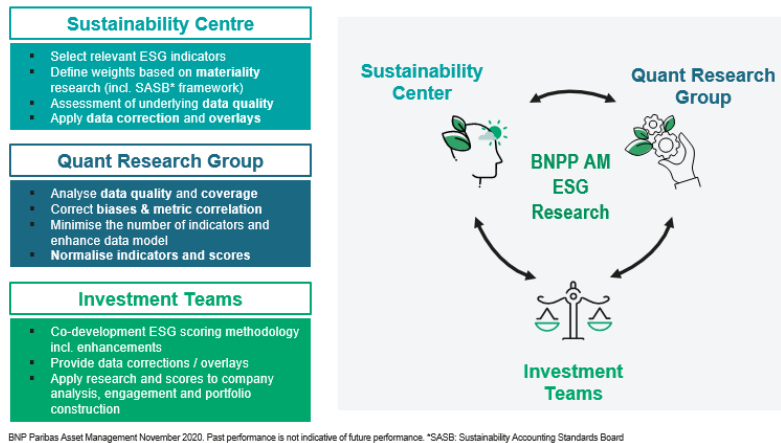 Sustainability Centre
▪ Select relevant ESG indicators
▪ Define weights based on materiality
research (incl. SASB* framework)
▪ Assessment of underlying data quality
▪ Apply data correction and overlays
Quant Research Group
▪ Analyse data quality and coverage
▪ Correct biases & metric correlation
▪ Minimise the number of indicators and
enhance data model
▪ Normalise indicators and scores
Investment Teams
▪ Co-development ESG scoring methodology
incl. enhancements
▪ Provide data corrections / overlays
▪ Apply research and scores to company
analysis, engagement and portfolio
construction
Sustainability
Center
Quant Research
Group
BNPP AM
ESG
Research
Investment
Teams
BNP Paribas Asset Management November 2020. Past performance is not indicative of future performance. *SASB: Sustainability Accounting Standards Board